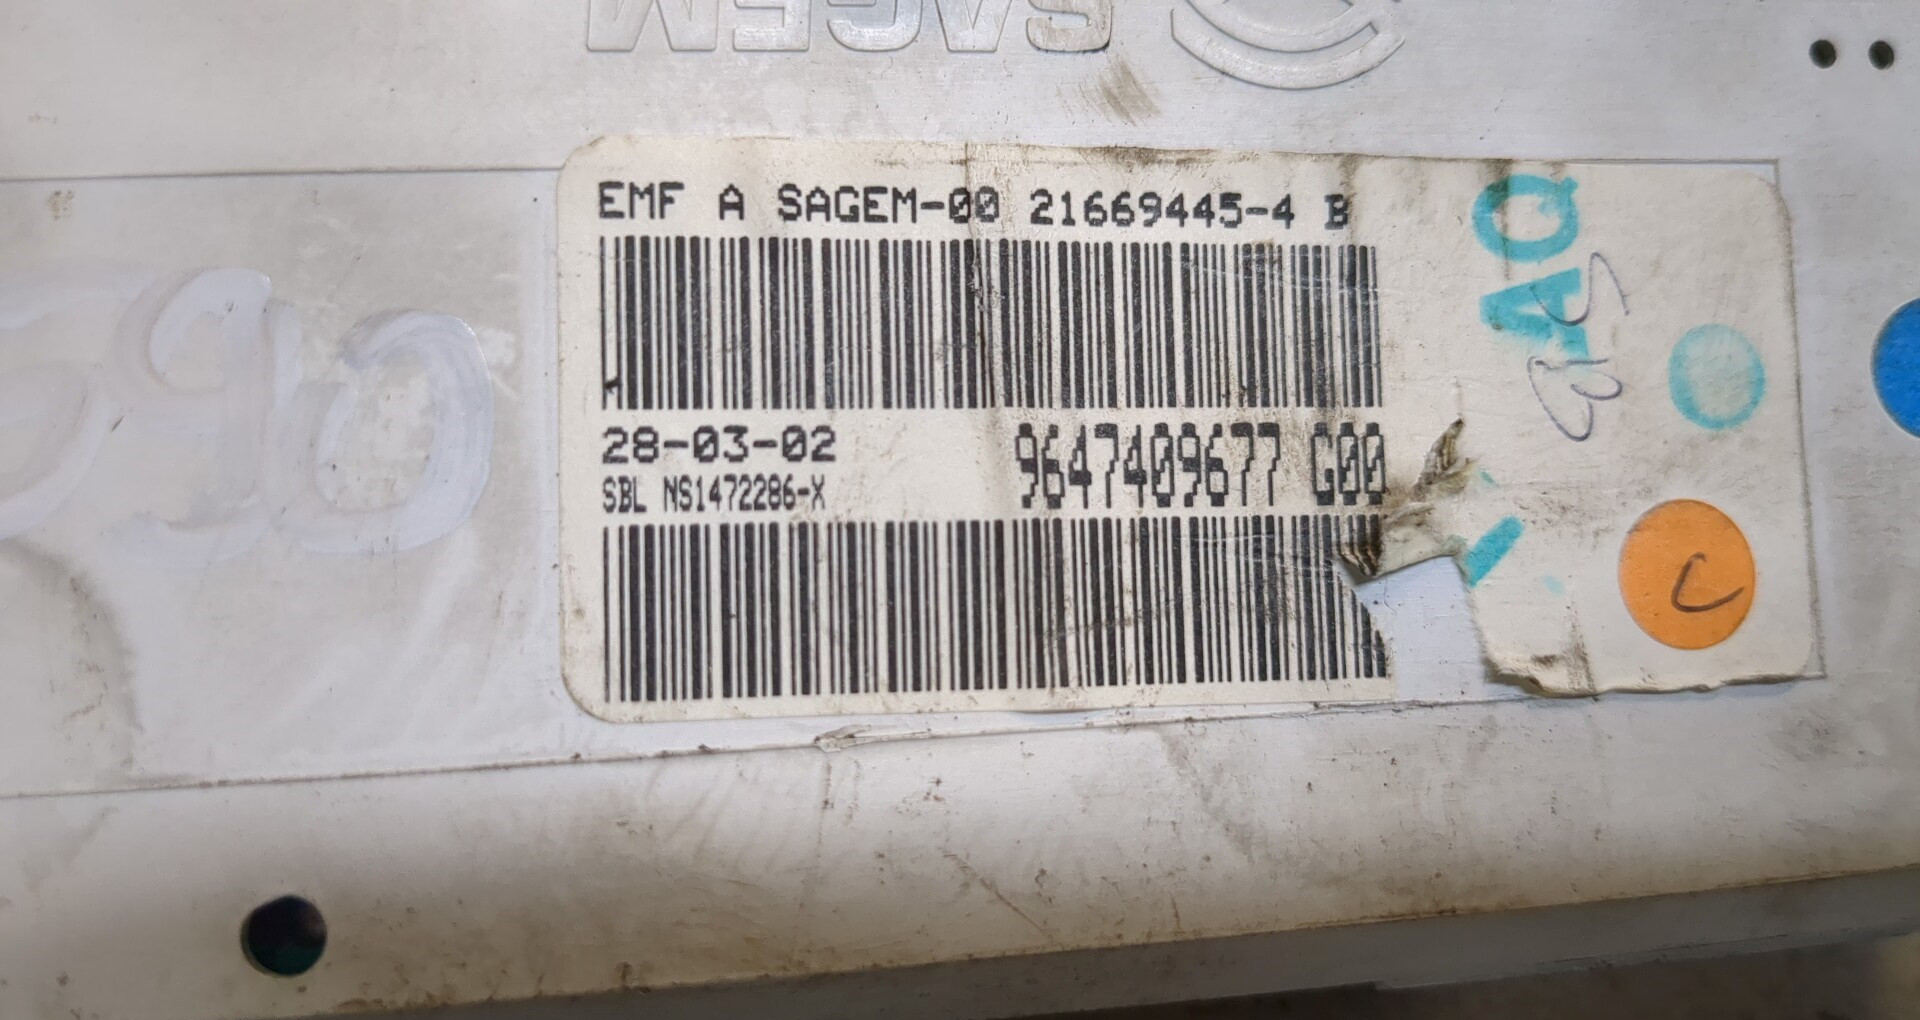 SAGEM
EMF A SAGEM-00 21669445-4 B
28-03-02
9647409677 G00
SBL NS1472286-X
AQ
C